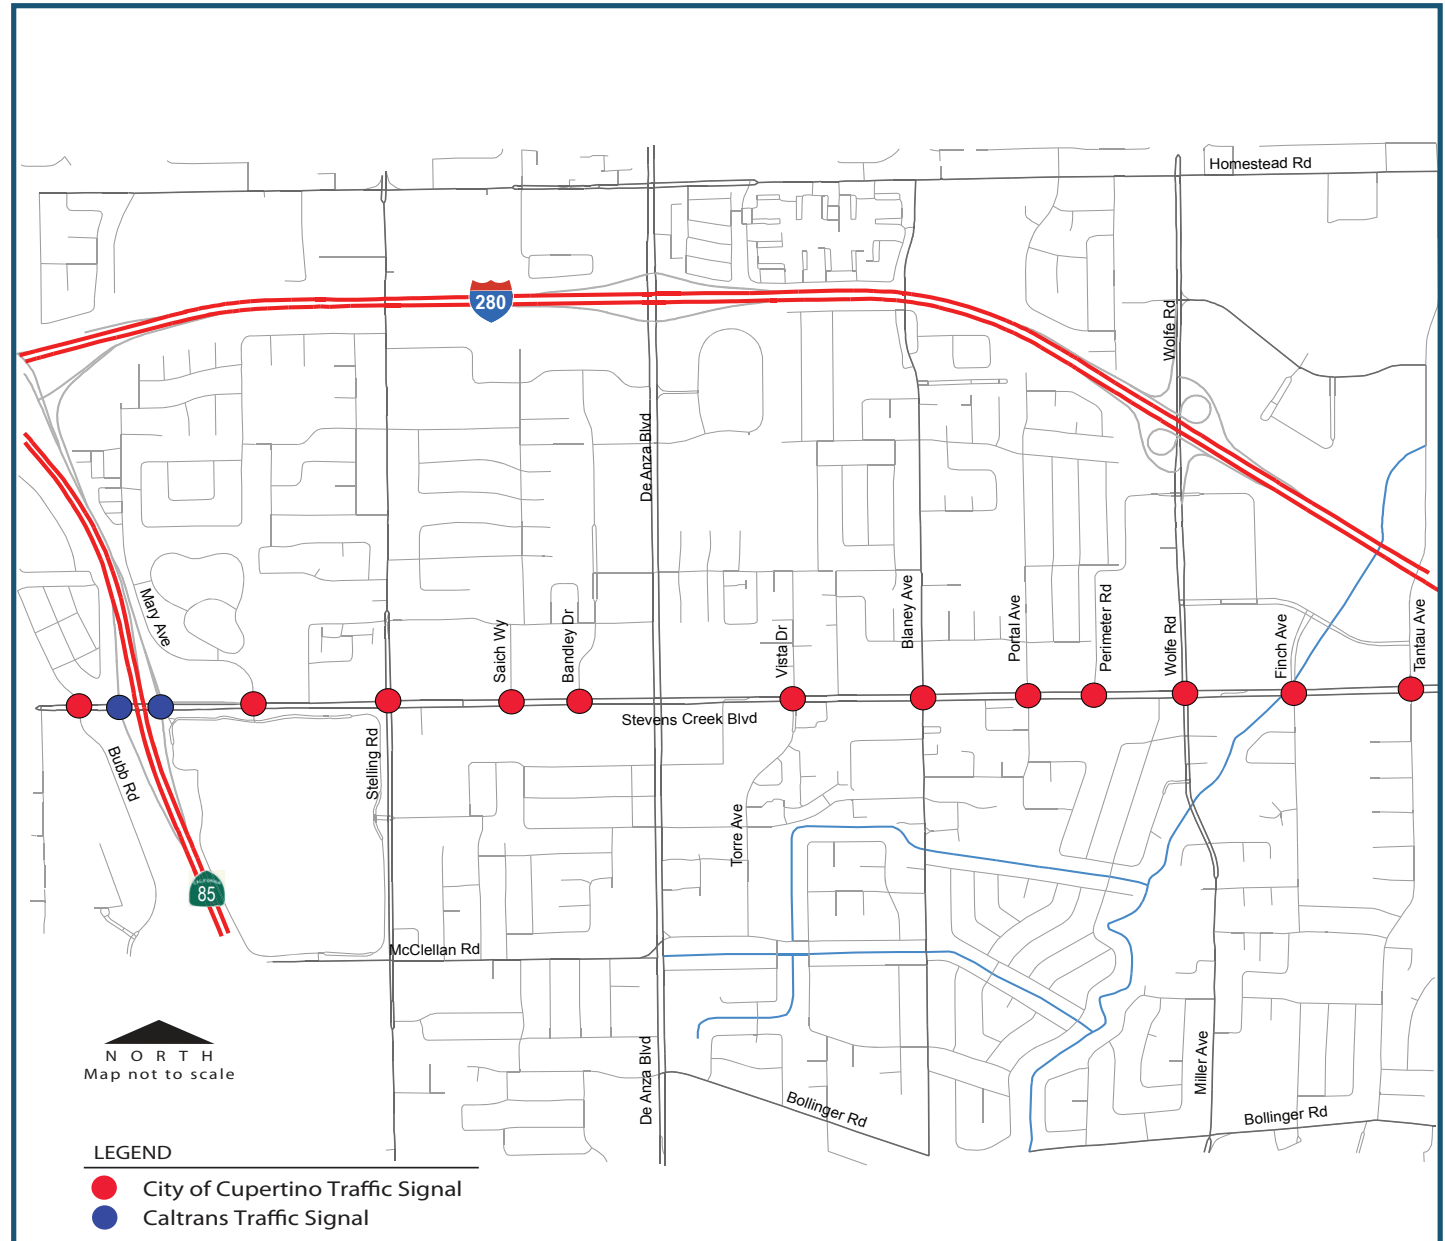 Homestead Rd
280
Wolfe Rd
De Anza Blvd
Mary Ave
Saich Wy
Bandley Dr
Vista Dr
Blaney Ave
Portal Ave
Perimeter Rd
Wolfe Rd
Finch Ave
Tantau Ave
Stevens Creek Blvd
Bubb Rd
Stelling Rd
Torre Ave
CALIFORNIA
85
McClellan Rd
NORTH
Map not to scale
De Anza Blvd
Miller Ave
Bollinger Rd
Bollinger Rd
LEGEND
City of Cupertino Traffic Signal
Caltrans Traffic Signal